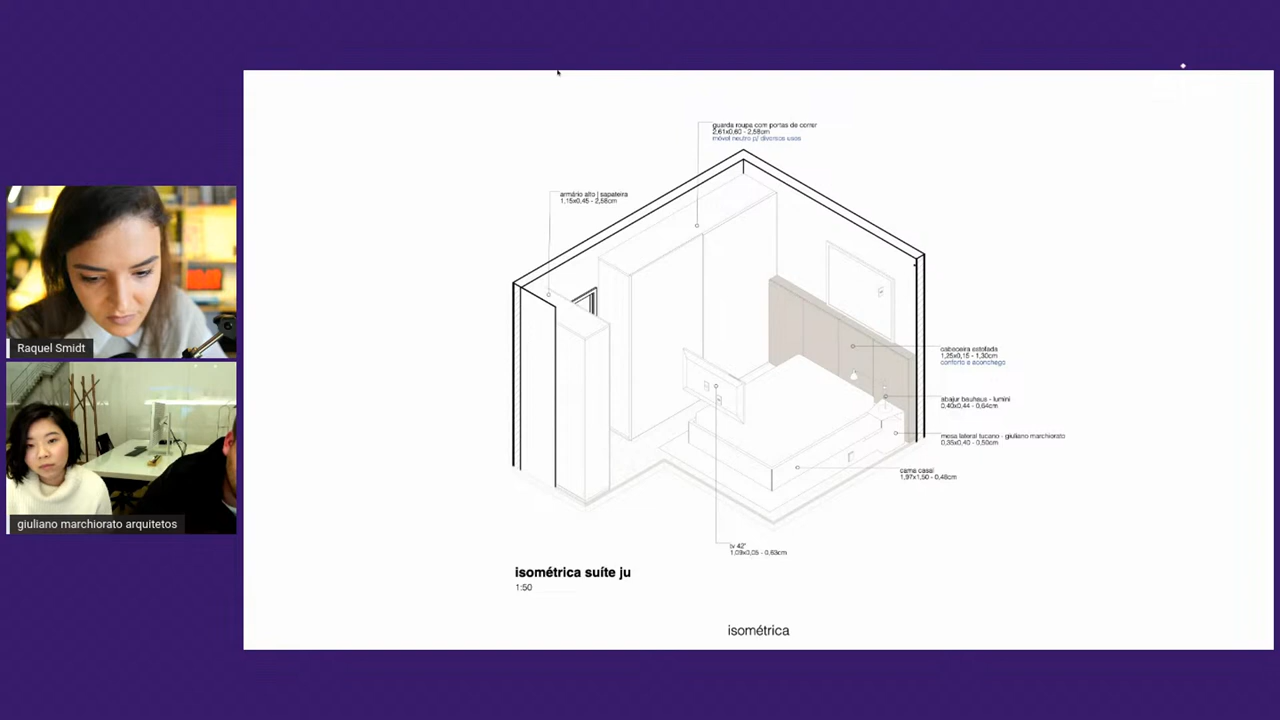 guarda roupa com portas de correr
2,61x0,60 - 2,58cm
móvel neutro p/ diversos usos
armário alto | sapateira
1,15x0,45 - 2,58cm
cabeceira estofada
1,25x0,15 - 1,30cm
conforto e aconchego
abajur bauhaus - lumini
0,40x0,44 - 0,64cm
mesa lateral tucano - giuliano marchiorato
0,35x0,40 - 0,50cm
cama casal
1,97x1,50 - 0,48cm
tv 42"
1,09x0,05 - 0,63cm
isométrica suíte ju
1:50
isométrica
Raquel Smidt
giuliano marchiorato arquitetos